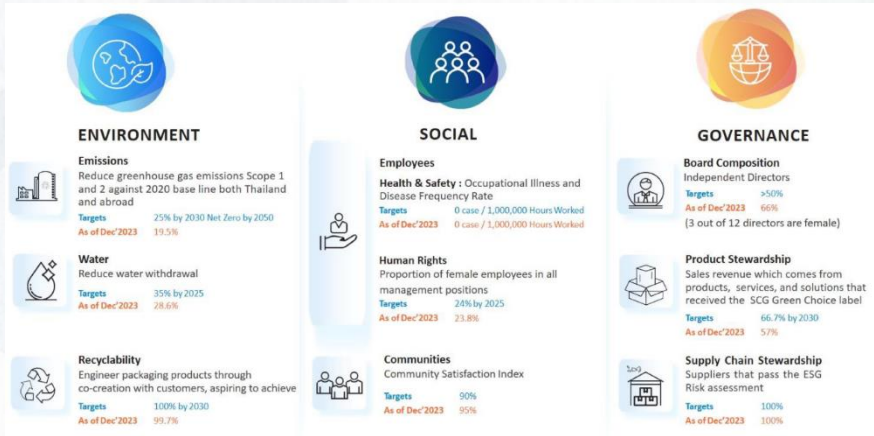 ENVIRONMENT
Emissions
Reduce greenhouse gas emissions Scope 1
and 2 against 2020 base line both Thailand
and abroad
Targets 25% by 2030 Net Zero by 2050
As of Dec'2023 19.5%
Water
Reduce water withdrawal
Targets 35% by 2025
As of Dec'2023 28.6%
Recyclability
Engineer packaging products through
co-creation with customers, aspiring to achieve
Targets 100% by 2030
As of Dec'2023 99.7%
SOCIAL
Employees
Health & Safety : Occupational Illness and
Disease Frequency Rate
Targets 0 case / 1,000,000 Hours Worked
As of Dec'2023 0 case / 1,000,000 Hours Worked
Human Rights
Proportion of female employees in all
management positions
Targets 24% by 2025
As of Dec'2023 23.8%
Communities
Community Satisfaction Index
Targets 90%
As of Dec'2023 95%
GOVERNANCE
Board Composition
Independent Directors
Targets >50%
As of Dec'2023 66%
(3 out of 12 directors are female)
Product Stewardship
Sales revenue which comes from
products, services, and solutions that
received the SCG Green Choice label
Targets 66.7% by 2030
As of Dec'2023 57%
Supply Chain Stewardship
Suppliers that pass the ESG
Risk assessment
Targets 100%
As of Dec'2023 100%